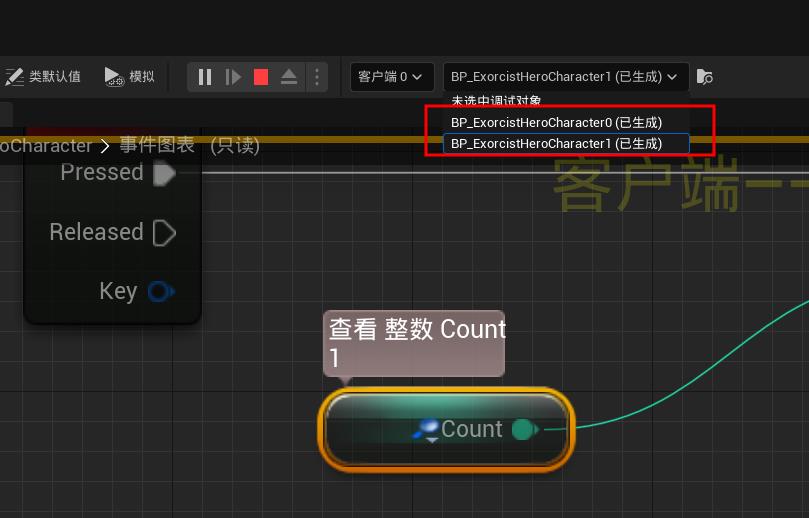 类默认值
模拟
客户端 0
BP_ExorcistHeroCharacter1 (已生成)
未选中调试对象
BP_ExorcistHeroCharacter0 (已生成)
BP_ExorcistHeroCharacter1 (已生成)
oCharacter > 事件图表 (只读)
客户端--
Pressed
Released
Key
查看 整数 Count
1
Count